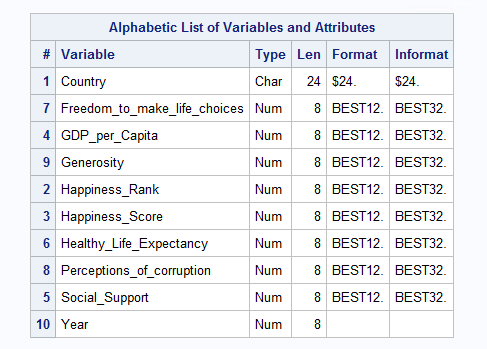 Alphabetic List of Variables and Attributes
# Variable Type Len Format Informat
1 Country Char 24 $24. $24.
7 Freedom_to_make_life_choices Num 8 BEST12. BEST32.
4 GDP_per_Capita Num 8 BEST12. BEST32.
9 Generosity Num 8 BEST12. BEST32.
2 Happiness_Rank Num 8 BEST12. BEST32.
3 Happiness_Score Num 8 BEST12. BEST32.
6 Healthy_Life_Expectancy Num 8 BEST12. BEST32.
8 Perceptions_of_corruption Num 8 BEST12. BEST32.
5 Social_Support Num 8 BEST12. BEST32.
10 Year Num 8